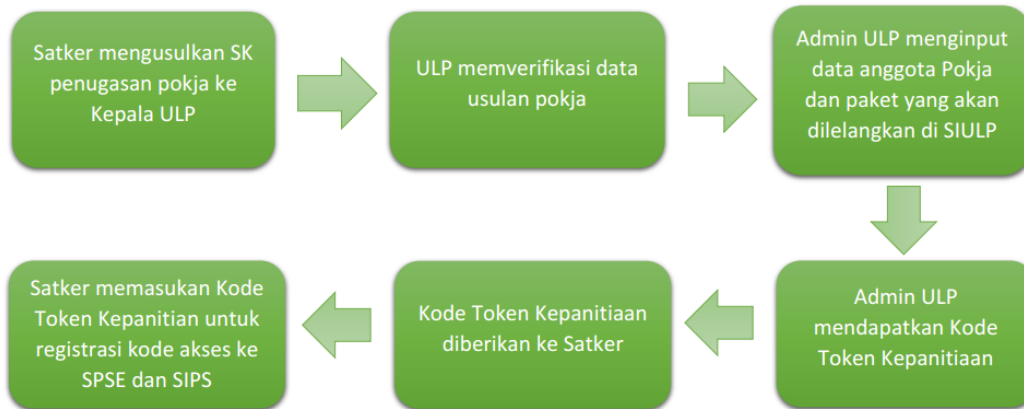 Satker mengusulkan SK
penugasan pokja ke
Kepala ULP
ULP memverifikasi data
usulan pokja
Admin ULP menginput
data anggota Pokja
dan paket yang akan
dilelangkan di SIULP
Admin ULP
mendapatkan Kode
Token Kepanitiaan
Kode Token Kepanitiaan
diberikan ke Satker
Satker memasukan Kode
Token Kepanitian untuk
registrasi kode akses ke
SPSE dan SIPS